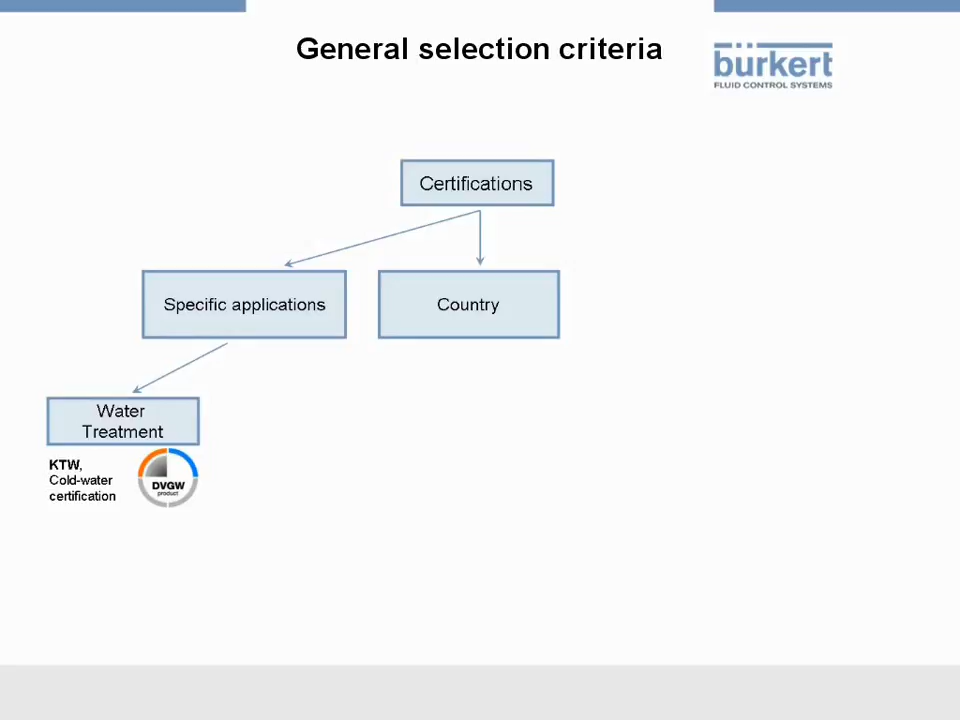 General selection criteria
bürkert
FLUID CONTROL SYSTEMS
Certifications
Specific applications
Country
Water
Treatment
KTW,
Cold-water
certification
DVGW
product